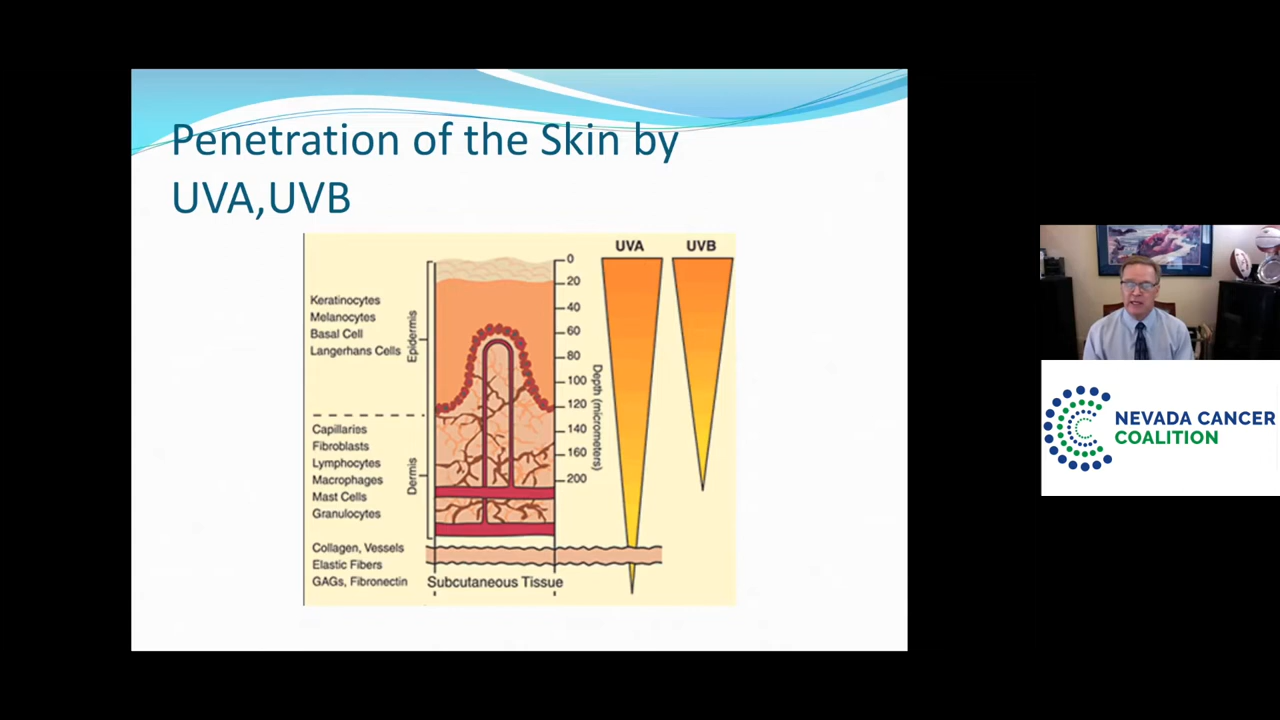 Penetration of the Skin by
UVA,UVB
UVA
UVB
Keratinocytes
Melanocytes
Basal Cell
Langerhans Cells
Epidermis
Capillaries
Fibroblasts
Lymphocytes
Macrophages
Mast Cells
Granulocytes
Dermis
Collagen, Vessels
Elastic Fibers
GAGs, Fibronectin
Subcutaneous Tissue
0
20
40
60
80
100
120
140
160
200
Depth (micrometers)
NEVADA CANCER
COALITION